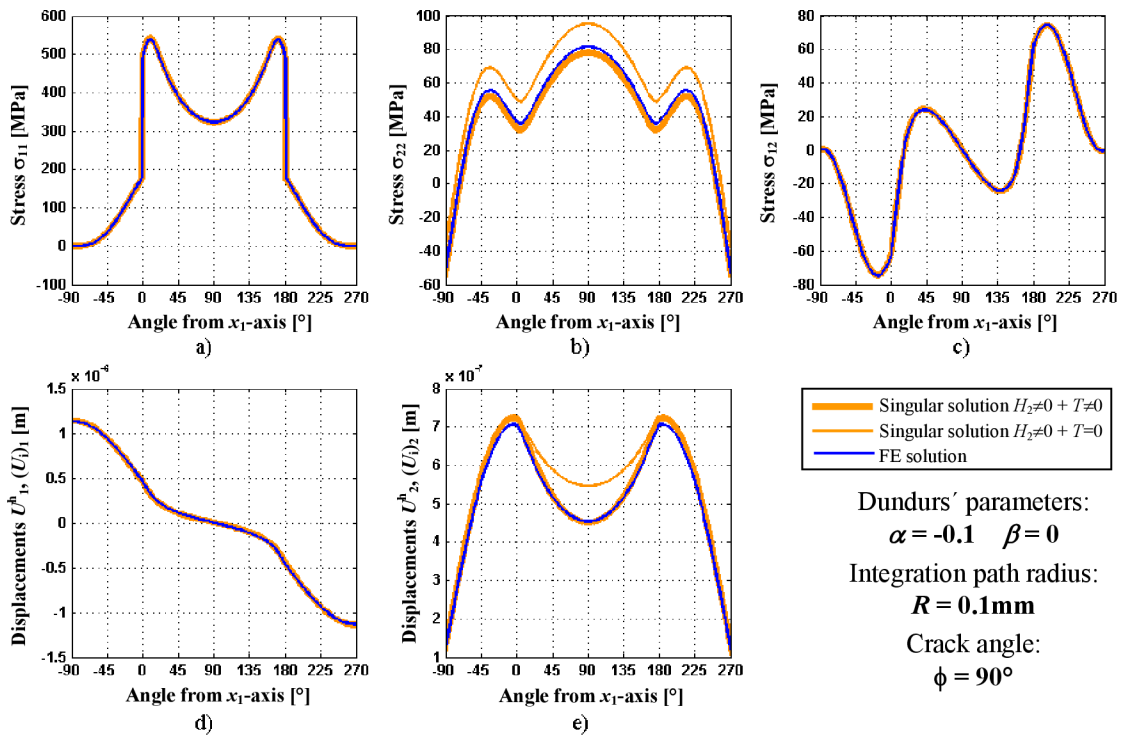 600
500
400
300
200
100
0
-100
-90 -45 0 45 90 135 180 225 270
Stress σ11 [MPa]
Angle from x1-axis [°]
a)
100
80
60
40
20
0
-20
-40
-60
-90 -45 0 45 90 135 180 225 270
Stress σ22 [MPa]
Angle from x1-axis [°]
b)
80
60
40
20
0
-20
-40
-60
-80
-90 -45 0 45 90 135 180 225 270
Stress σ12 [MPa]
Angle from x1-axis [°]
c)
x 10⁻⁶
1.5
1
0.5
0
-0.5
-1
-1.5
-90 -45 0 45 90 135 180 225 270
Displacements Uh1, (Ui)1 [m]
Angle from x1-axis [°]
d)
x 10⁻⁷
8
7
6
5
4
3
2
1
-90 -45 0 45 90 135 180 225 270
Displacements Uh2, (Ui)2 [m]
Angle from x1-axis [°]
e)
Singular solution H2≠0 + T≠0
Singular solution H2≠0 + T=0
FE solution
Dundurs´ parameters:
α = -0.1 β = 0
Integration path radius:
R = 0.1mm
Crack angle:
ϕ = 90°